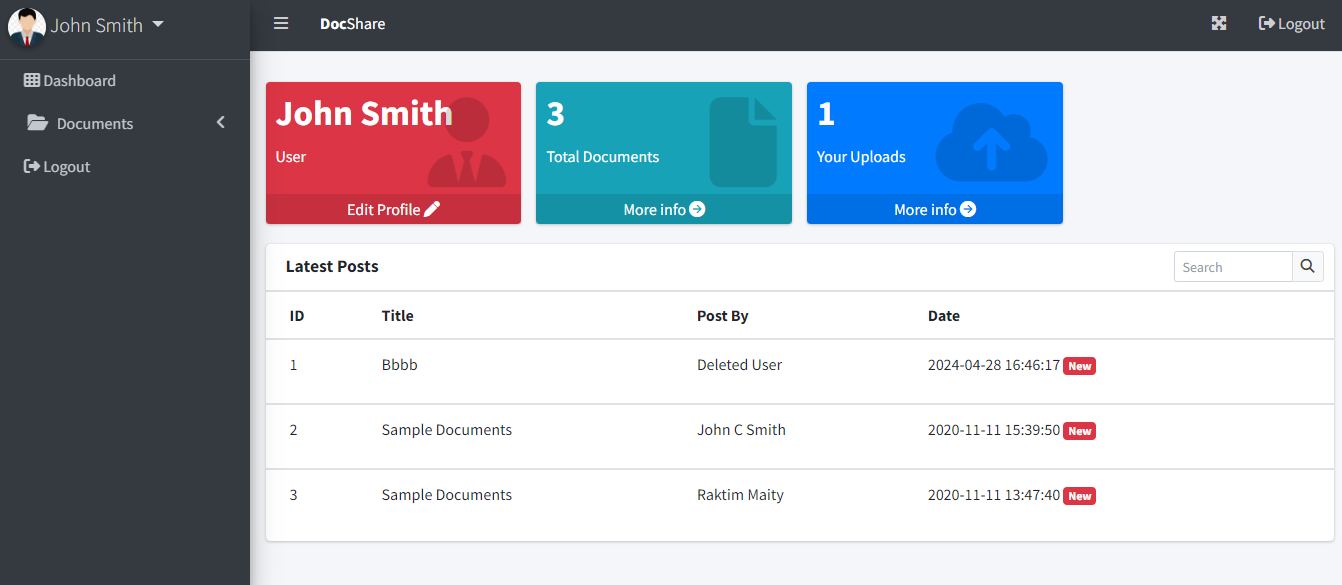 John Smith
DocShare
Logout
Dashboard
Documents
Logout
John Smith
User
Edit Profile
3
Total Documents
More info
1
Your Uploads
More info
Latest Posts
Search
ID Title Post By Date
1 Bbbb Deleted User 2024-04-28 16:46:17 New
2 Sample Documents John C Smith 2020-11-11 15:39:50 New
3 Sample Documents Raktim Maity 2020-11-11 13:47:40 New